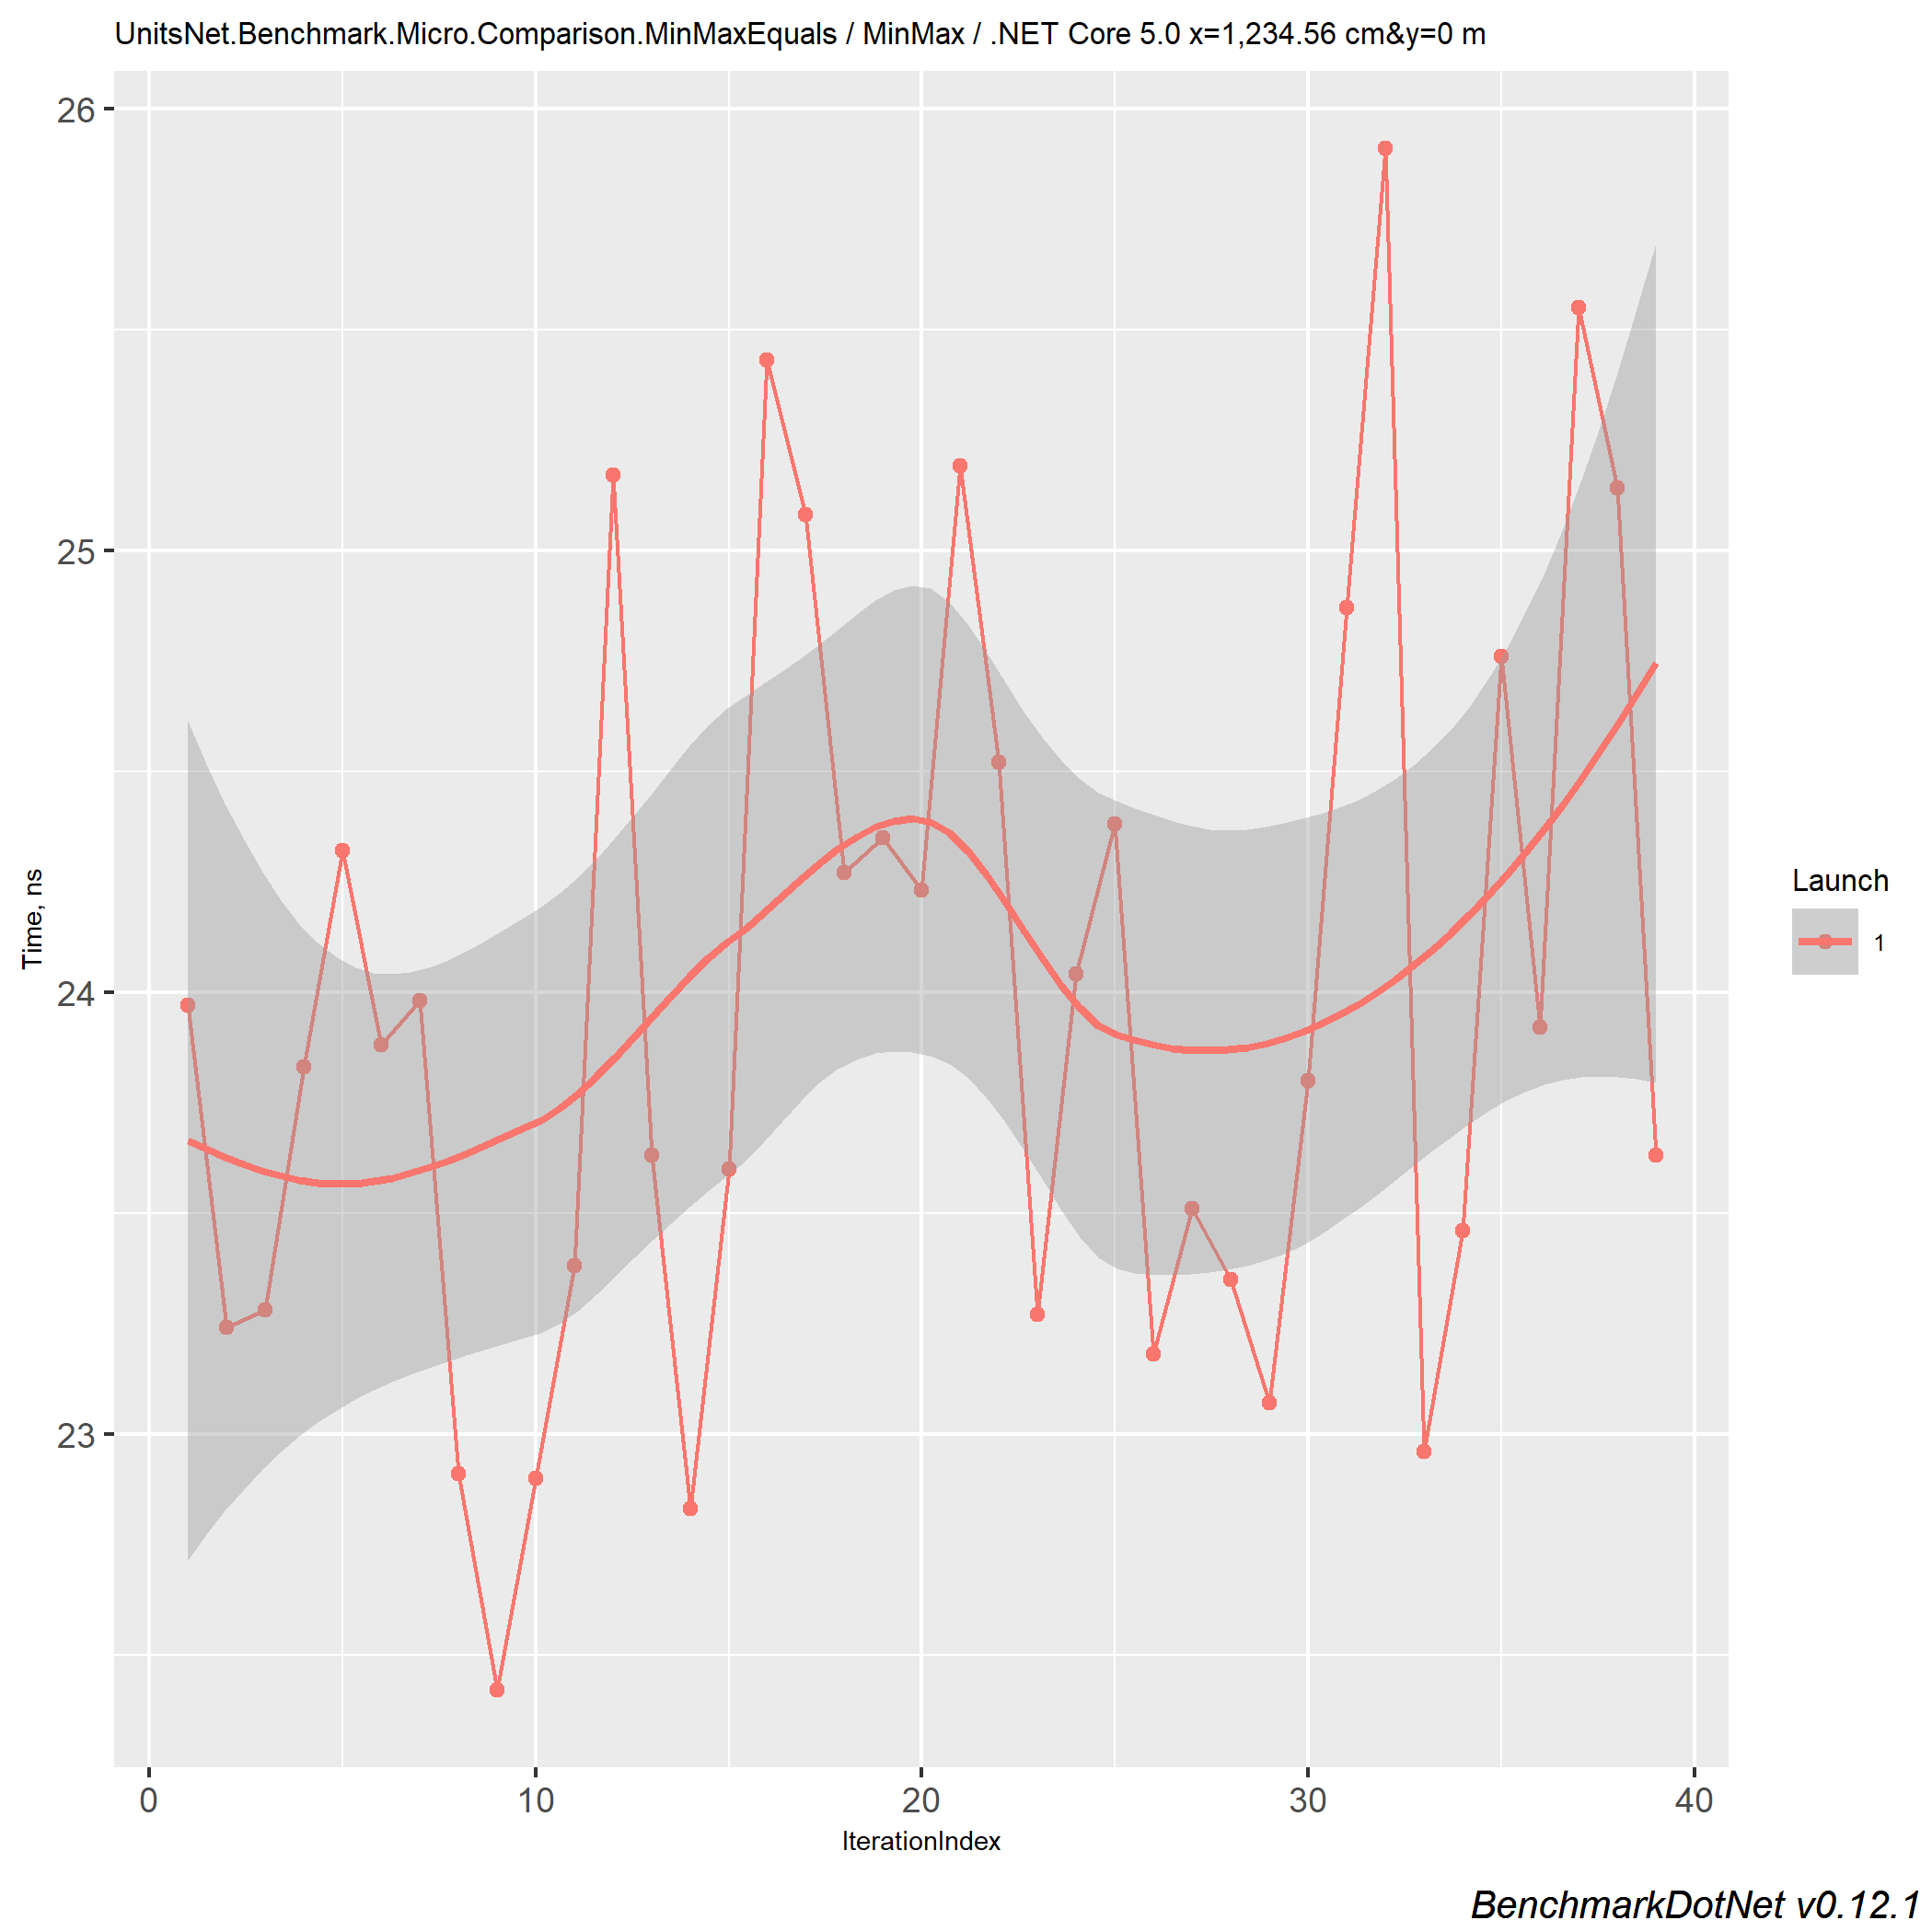 UnitsNet.Benchmark.Micro.Comparison.MinMaxEquals / MinMax / .NET Core 5.0 x=1,234.56 cm&y=0 m
26
25
24
23
Time, ns
0 10 20 30 40
IterationIndex
Launch
1
BenchmarkDotNet v0.12.1